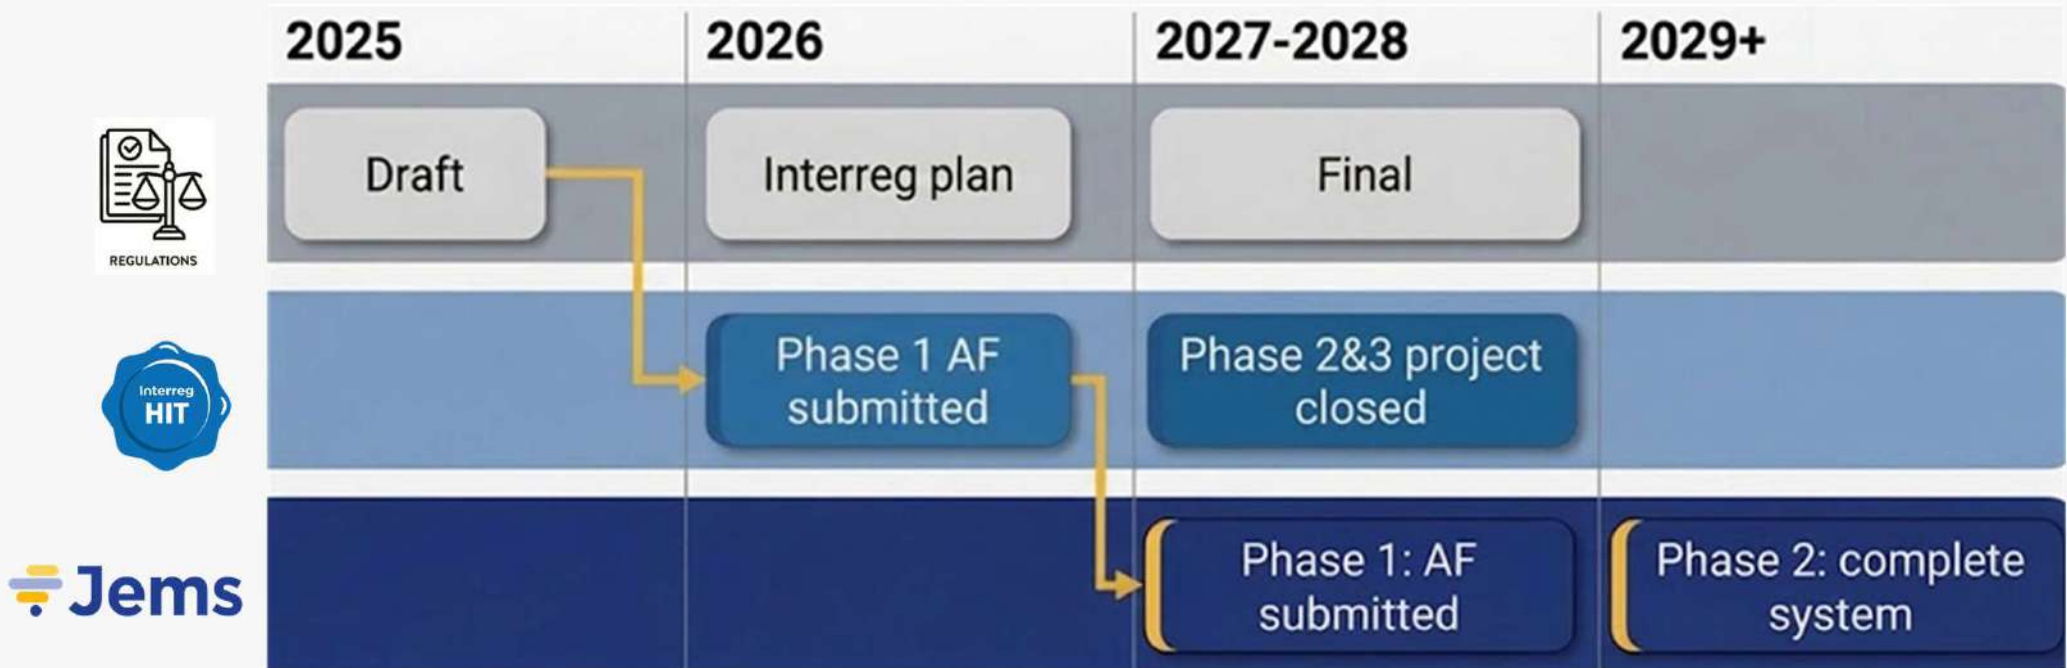 2025
2026
2027-2028
2029+
REGULATIONS
Draft
Interreg plan
Final
Interreg
HIT
Phase 1 AF
submitted
Phase 2&3 project
closed
Jems
Phase 1: AF
submitted
Phase 2: complete
system